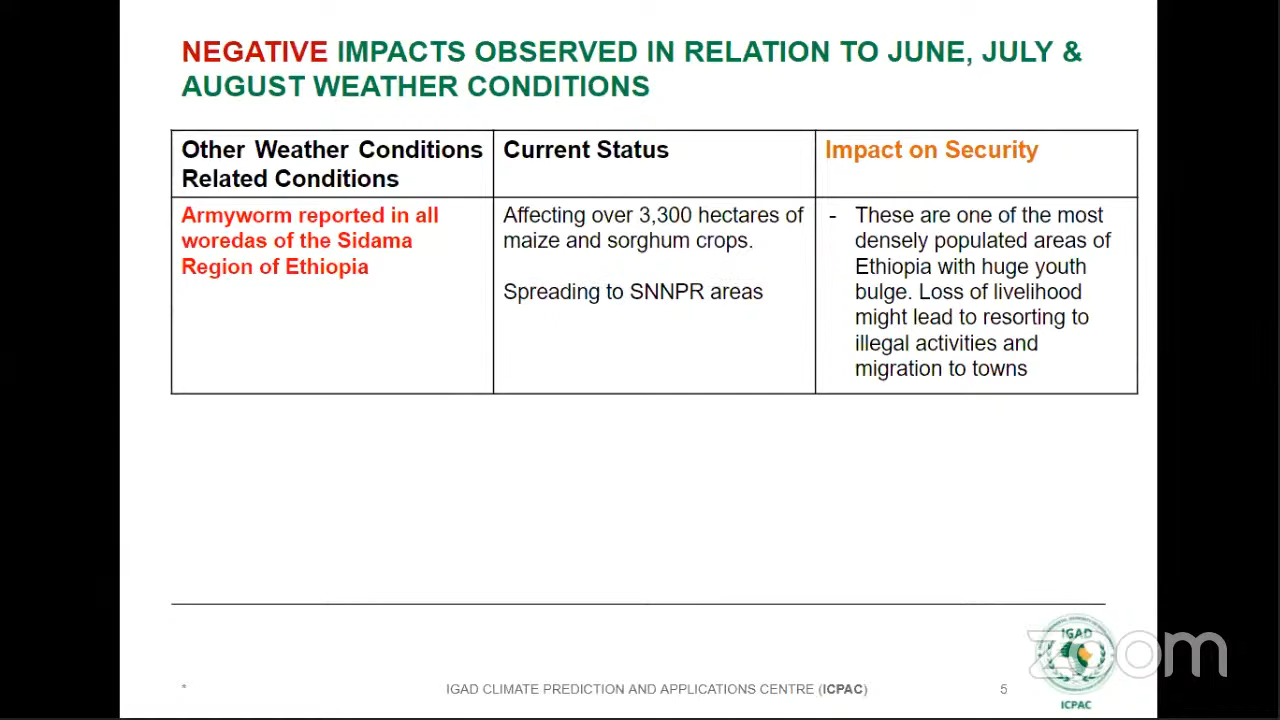 NEGATIVE IMPACTS OBSERVED IN RELATION TO JUNE, JULY &
AUGUST WEATHER CONDITIONS
Other Weather Conditions
Related Conditions
Current Status
Impact on Security
Armyworm reported in all
woredas of the Sidama
Region of Ethiopia
Affecting over 3,300 hectares of
maize and sorghum crops.
Spreading to SNNPR areas
- These are one of the most
densely populated areas of
Ethiopia with huge youth
bulge. Loss of livelihood
might lead to resorting to
illegal activities and
migration to towns
*
IGAD CLIMATE PREDICTION AND APPLICATIONS CENTRE (ICPAC)
5
IGAD
zoom
ICPAC